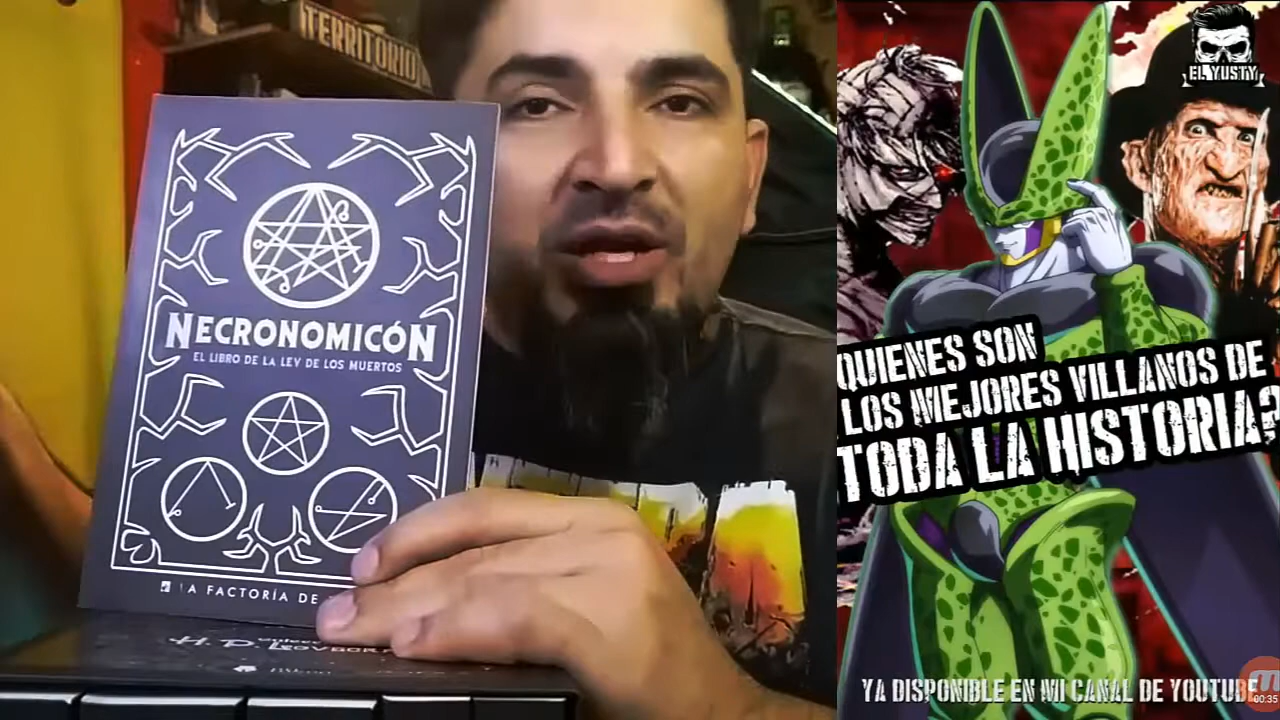 TERRITORIO
NECRONOMICÓN
EL LIBRO DE LA LEY DE LOS MUERTOS
LA FACTORÍA DE
H. P. LOVECRA
EL YUSTY
QUIENES SON
LOS MEJORES VILLANOS DE
TODA LA HISTORIA?
YA DISPONIBLE EN MI CANAL DE YOUTUBE
00:35